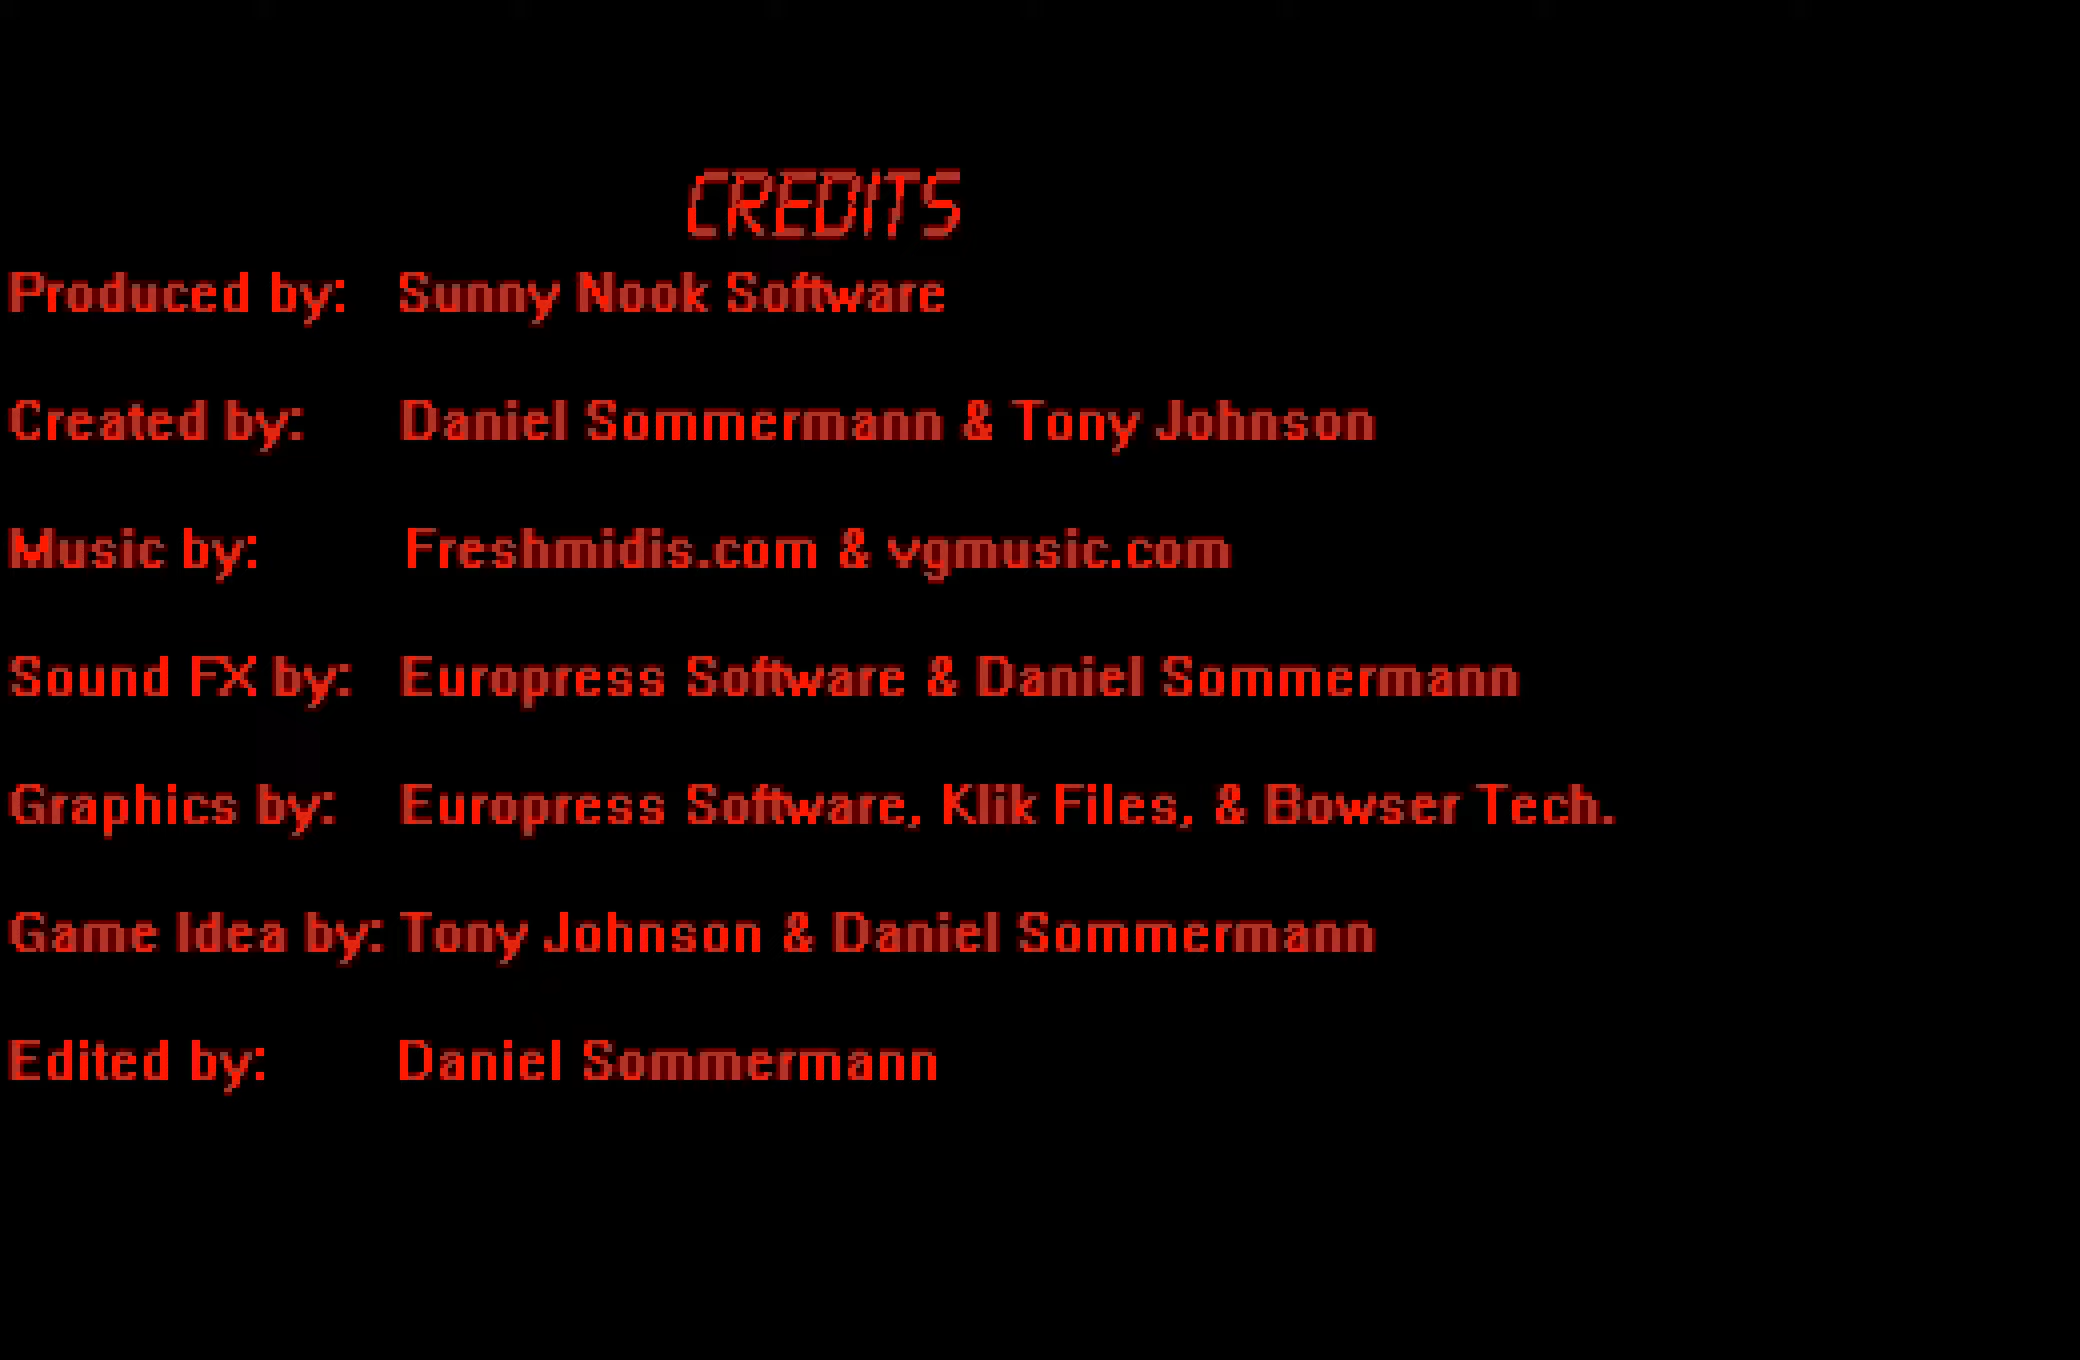 CREDITS
Produced by: Sunny Nook Software
Created by: Daniel Sommermann & Tony Johnson
Music by: Freshmidis.com & vgmusic.com
Sound FX by: Europress Software & Daniel Sommermann
Graphics by: Europress Software, Klik Files, & Bowser Tech.
Game Idea by: Tony Johnson & Daniel Sommermann
Edited by: Daniel Sommermann